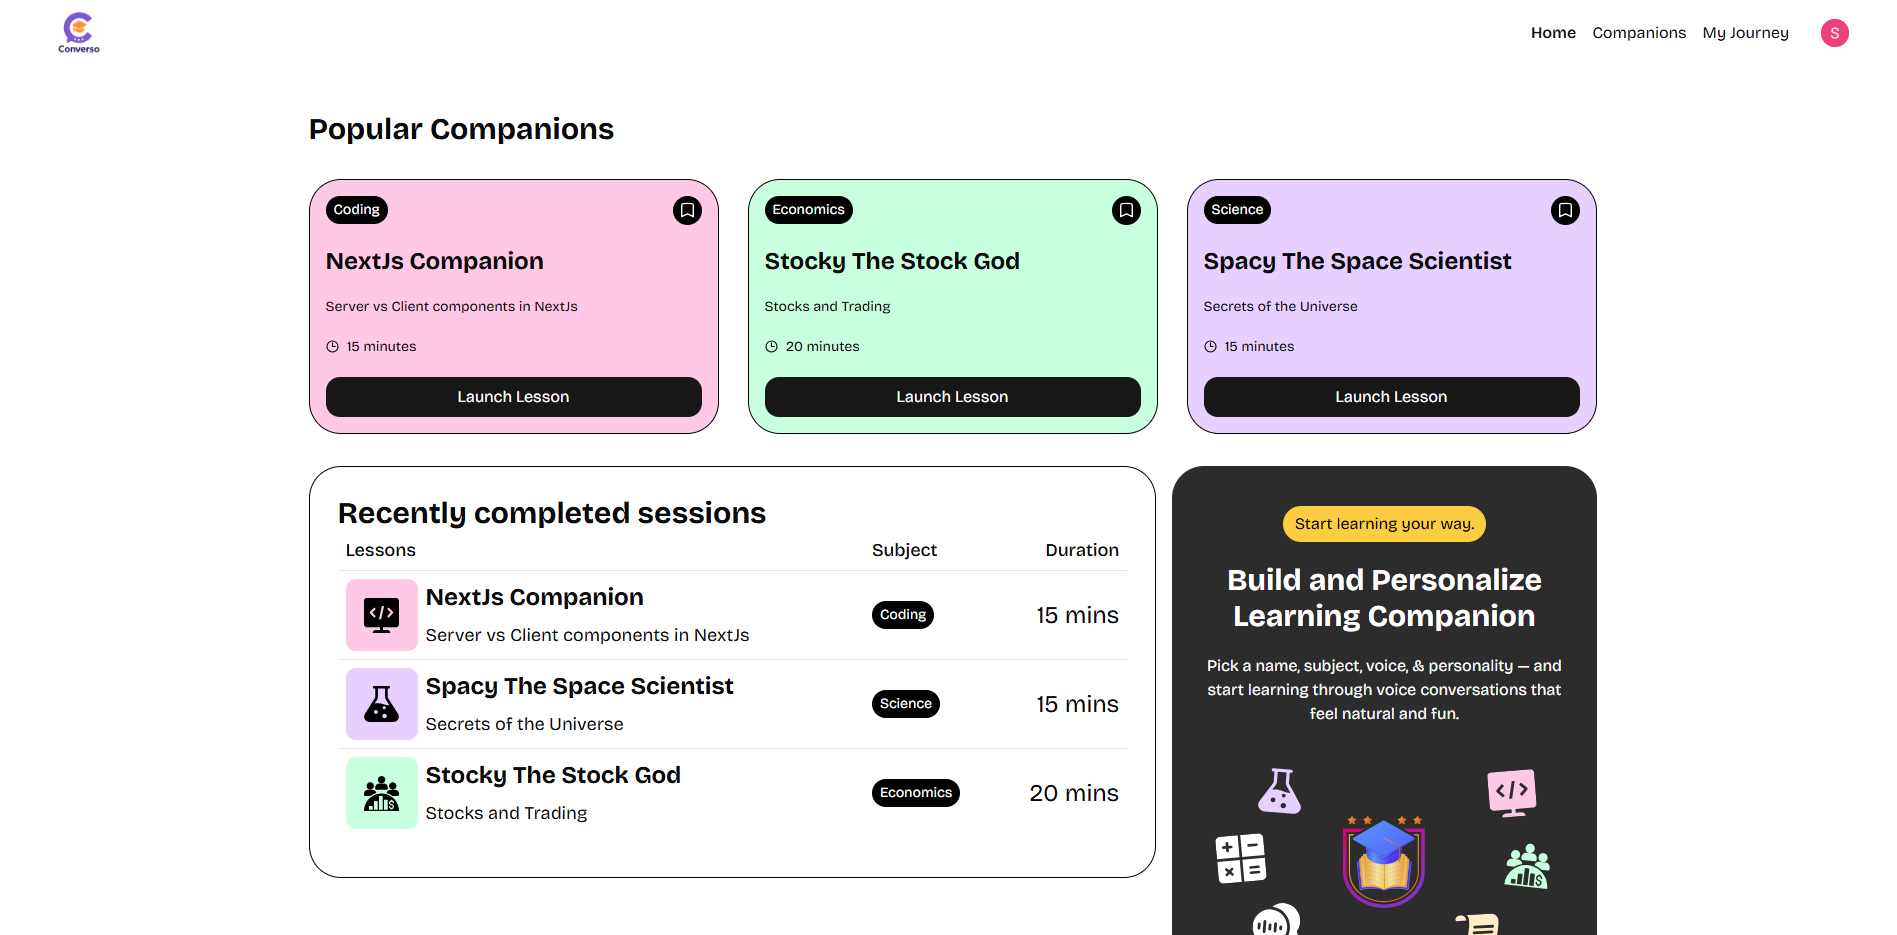 Converso
Home Companions My Journey S
Popular Companions
Coding
NextJs Companion
Server vs Client components in NextJs
15 minutes
Launch Lesson
Economics
Stocky The Stock God
Stocks and Trading
20 minutes
Launch Lesson
Science
Spacy The Space Scientist
Secrets of the Universe
15 minutes
Launch Lesson
Recently completed sessions
Lessons Subject Duration
NextJs Companion
Server vs Client components in NextJs
Coding
15 mins
Spacy The Space Scientist
Secrets of the Universe
Science
15 mins
Stocky The Stock God
Stocks and Trading
Economics
20 mins
Start learning your way.
Build and Personalize
Learning Companion
Pick a name, subject, voice, & personality — and
start learning through voice conversations that
feel natural and fun.